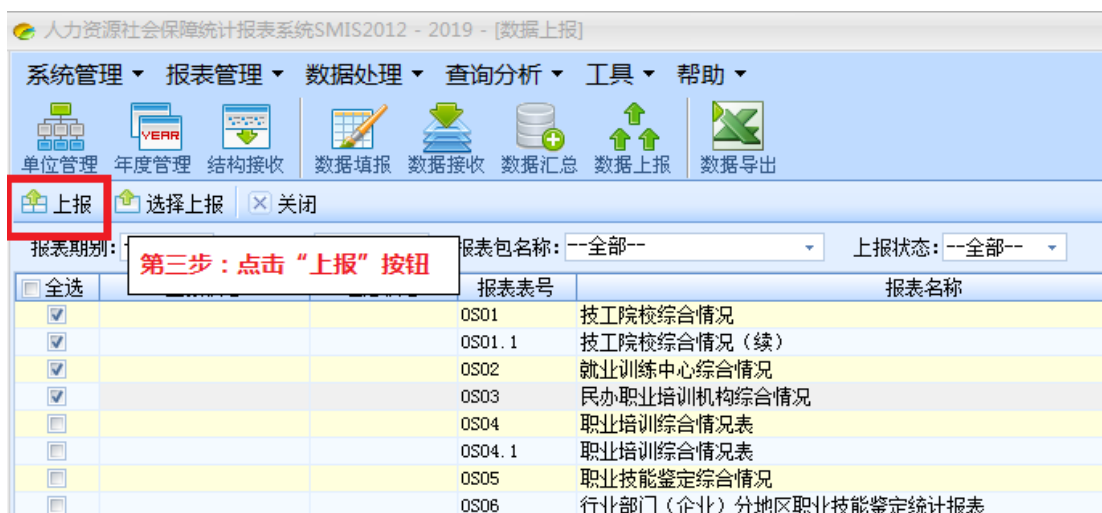 人力资源社会保障统计报表系统SMIS2012 - 2019 - [数据上报]
系统管理 报表管理 数据处理 查询分析 工具 帮助
YEAR
单位管理 年度管理 结构接收 数据填报 数据接收 数据汇总 数据上报 数据导出
上报 选择上报 关闭
报表期别: 报表包名称: --全部-- 上报状态: --全部--
第三步：点击“上报”按钮
全选 报表表号 报表名称
0S01 技工院校综合情况
0S01.1 技工院校综合情况（续）
0S02 就业训练中心综合情况
0S03 民办职业培训机构综合情况
0S04 职业培训综合情况表
0S04.1 职业培训综合情况表
0S05 职业技能鉴定综合情况
0S06 行业部门（企业）分地区职业技能鉴定统计报表